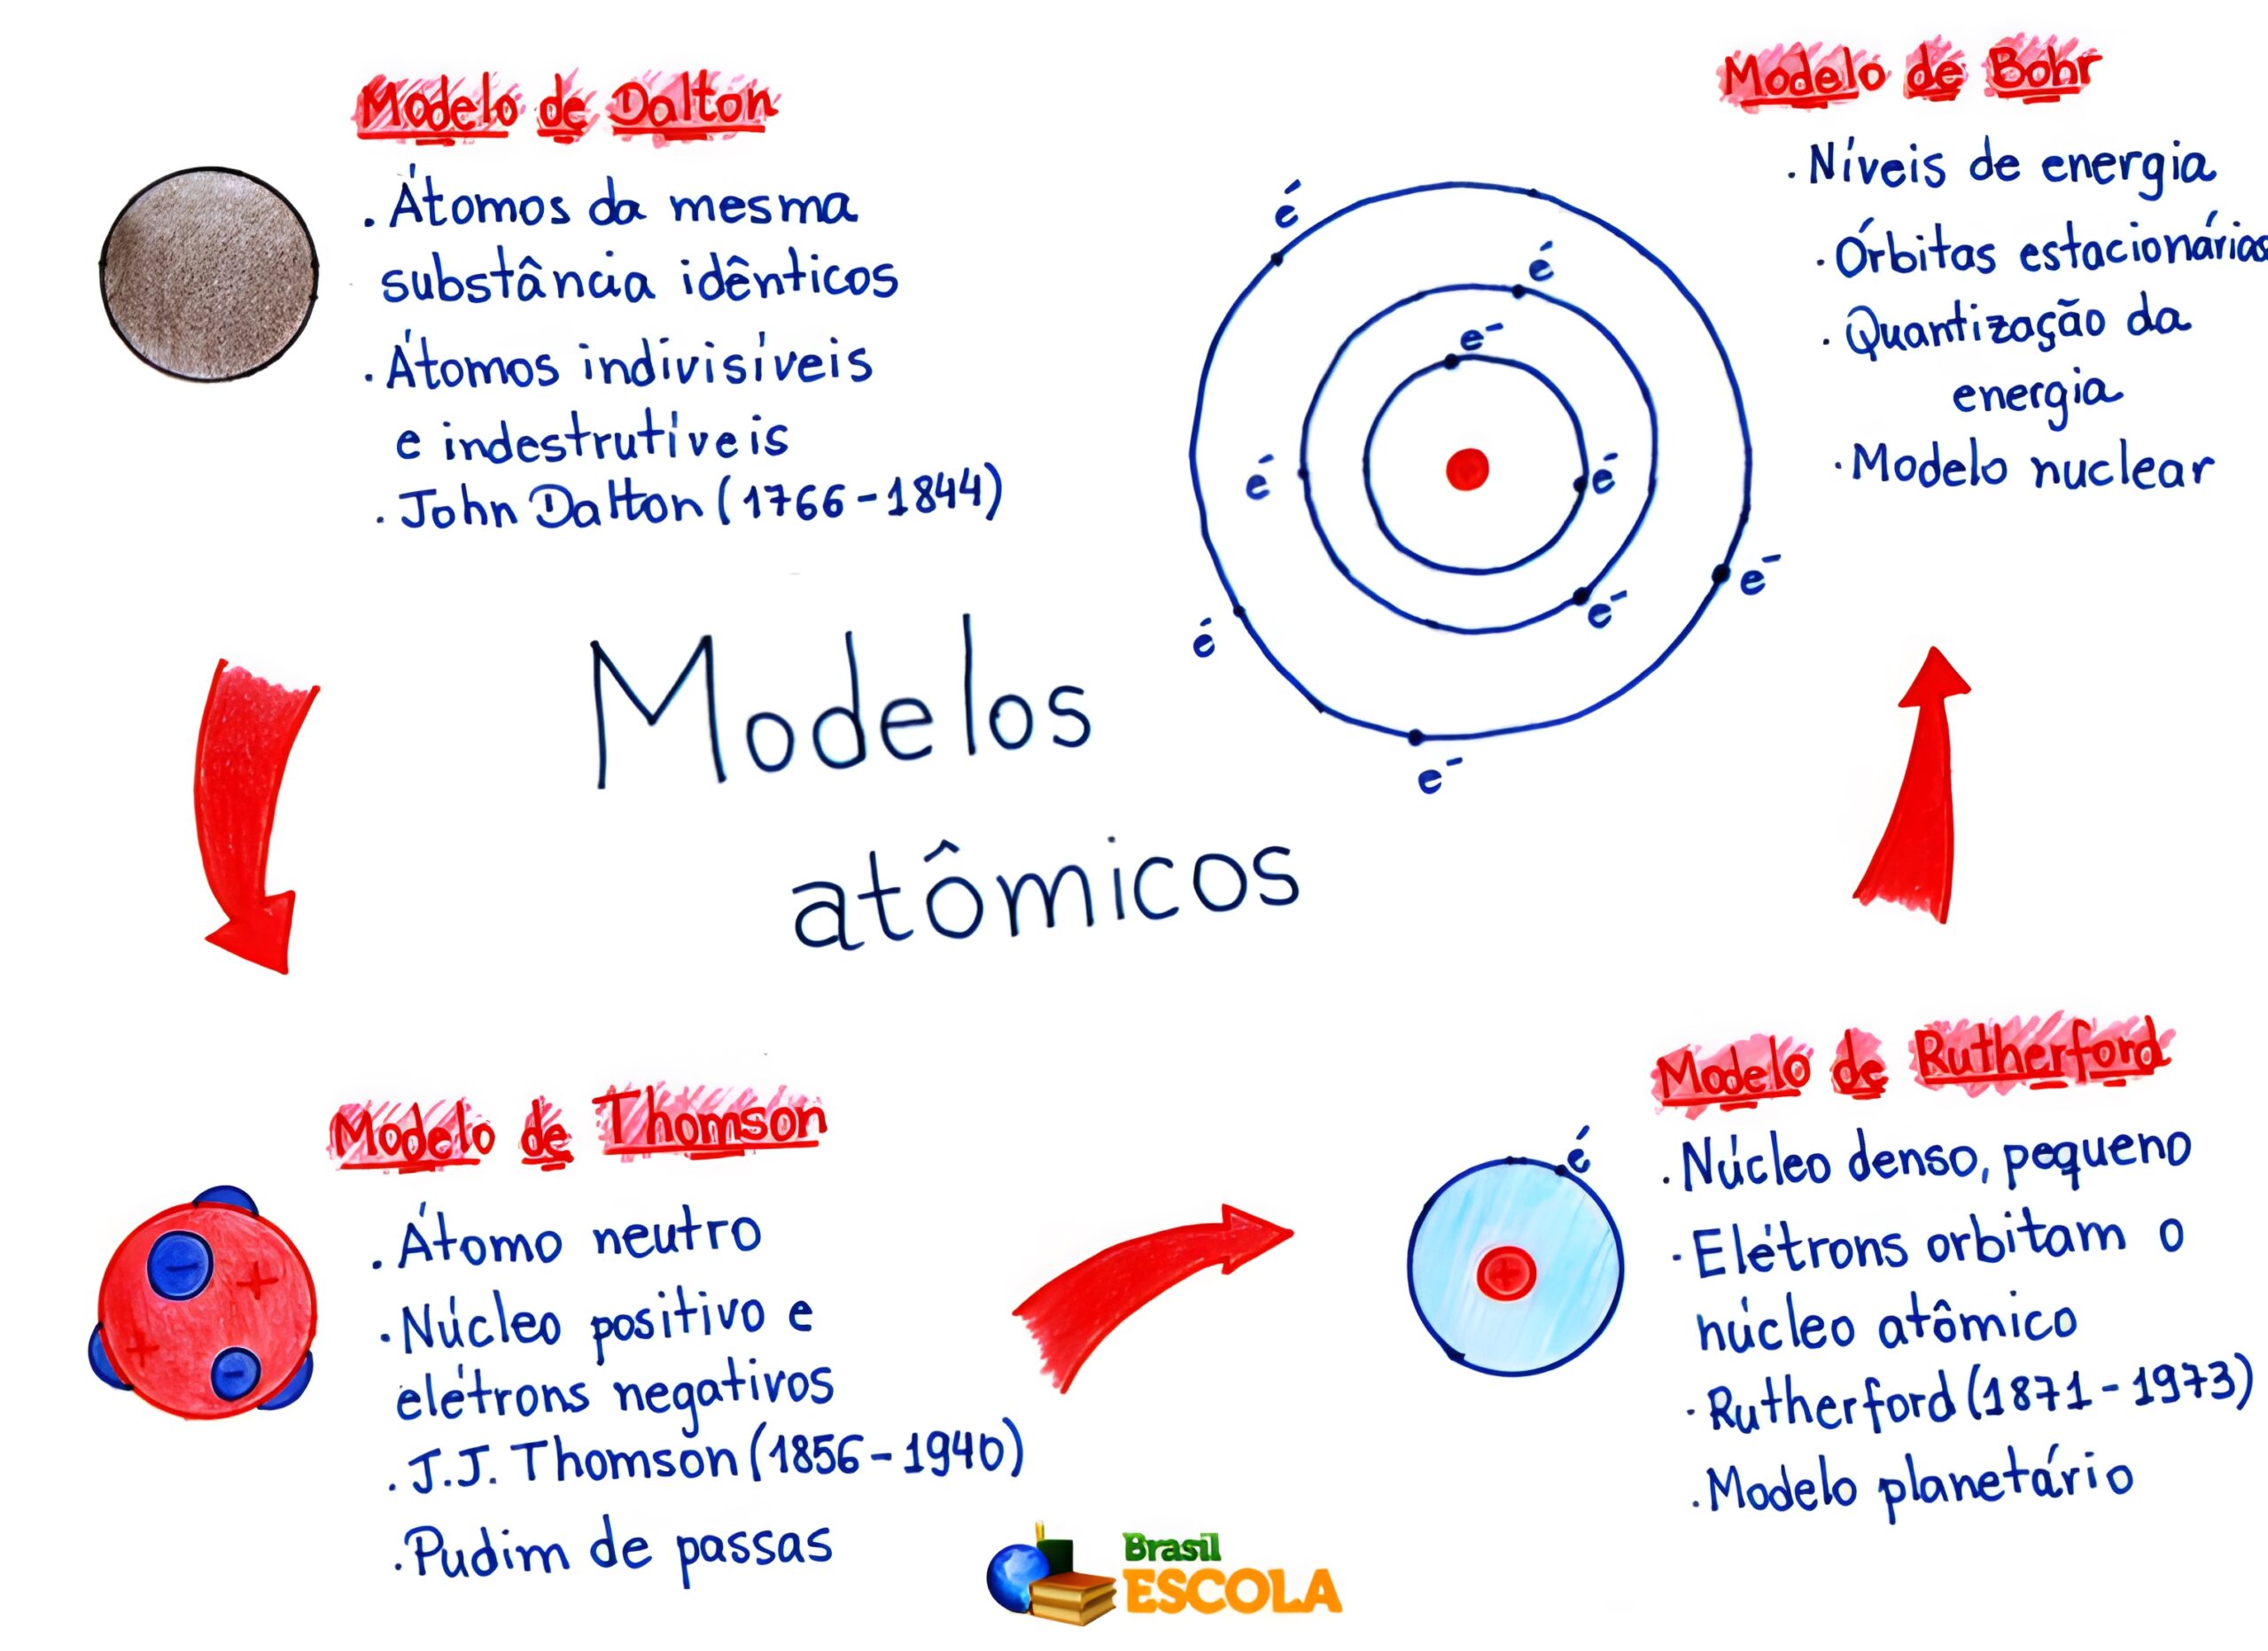 Modelo de Dalton
. Átomos da mesma
substância idênticos
. Átomos indivisíveis
e indestrutíveis
. John Dalton (1766-1844)
Modelos
atômicos
Modelo de Thomson
. Átomo neutro
. Núcleo positivo e
elétrons negativos
. J.J. Thomson (1856-1940)
. Pudim de passas
Modelo de Rutherford
. Núcleo denso, pequeno
. Elétrons orbitam o
núcleo atômico
. Rutherford (1871-1973)
. Modelo planetário
Modelo de Bohr
. Níveis de energia
. Órbitas estacionárias
. Quantização da
energia
. Modelo nuclear
e-
e-
e-
e-
e-
e-
e-
e-
e-
e-
-
+
+
-
+
Brasil
ESCOLA